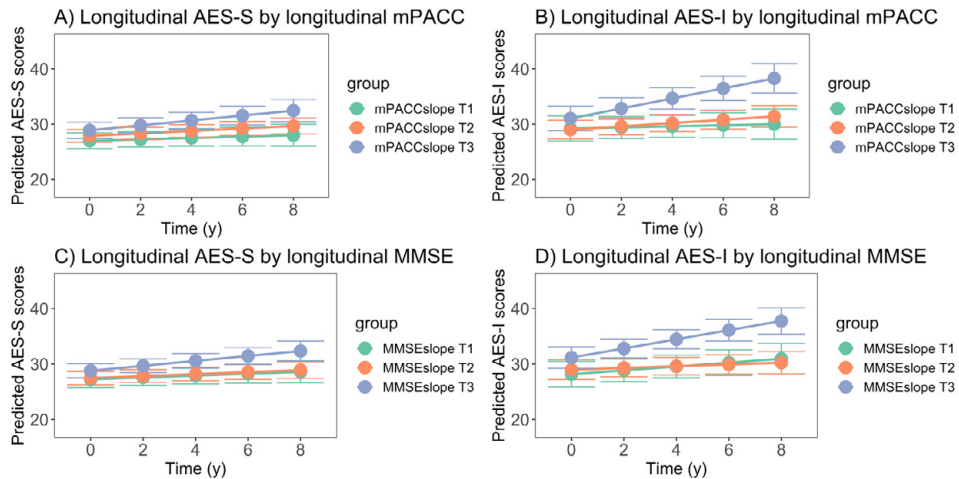 A) Longitudinal AES-S by longitudinal mPACC
Predicted AES-S scores
40
30
20
0 2 4 6 8
Time (y)
group
mPACCslope T1
mPACCslope T2
mPACCslope T3
B) Longitudinal AES-I by longitudinal mPACC
Predicted AES-I scores
40
30
20
0 2 4 6 8
Time (y)
group
mPACCslope T1
mPACCslope T2
mPACCslope T3
C) Longitudinal AES-S by longitudinal MMSE
Predicted AES-S scores
40
30
20
0 2 4 6 8
Time (y)
group
MMSEslope T1
MMSEslope T2
MMSEslope T3
D) Longitudinal AES-I by longitudinal MMSE
Predicted AES-I scores
40
30
20
0 2 4 6 8
Time (y)
group
MMSEslope T1
MMSEslope T2
MMSEslope T3